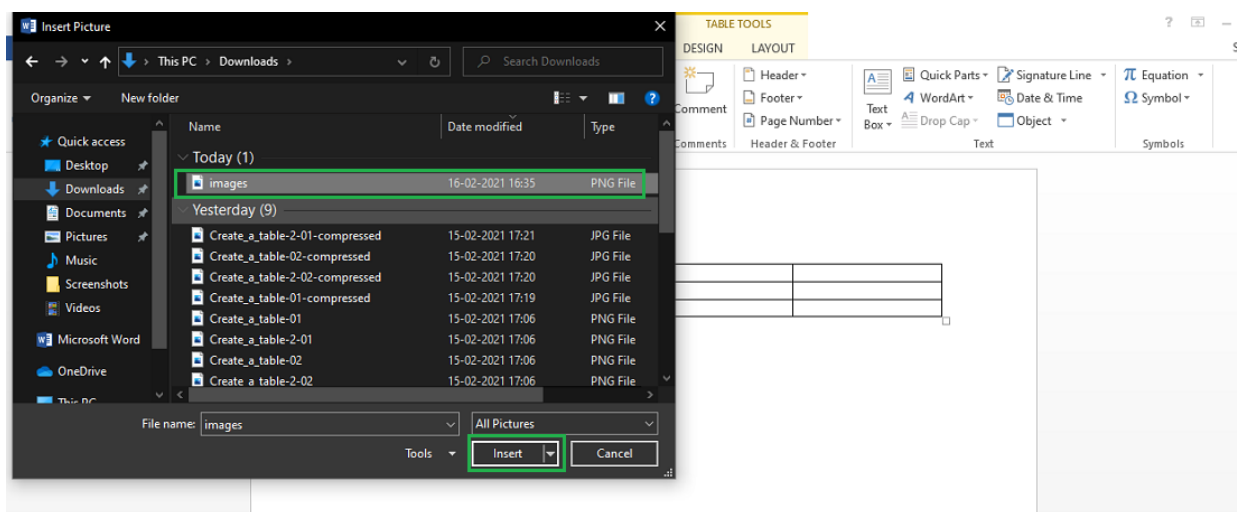 Insert Picture
TABLE TOOLS
?
DESIGN LAYOUT
This PC > Downloads >
Search Downloads
Organize New folder
?
Name Date modified Type
Quick access
Desktop
Downloads
Documents
Pictures
Music
Screenshots
Videos
Microsoft Word
OneDrive
This PC
Today (1)
images 16-02-2021 16:35 PNG File
Yesterday (9)
Create_a_table-2-01-compressed 15-02-2021 17:21 JPG File
Create_a_table-02-compressed 15-02-2021 17:20 JPG File
Create_a_table-2-02-compressed 15-02-2021 17:20 JPG File
Create_a_table-01-compressed 15-02-2021 17:19 JPG File
Create_a_table-01 15-02-2021 17:06 PNG File
Create_a_table-2-01 15-02-2021 17:06 PNG File
Create_a_table-02 15-02-2021 17:06 PNG File
Create a table-2-02 15-02-2021 17:06 PNG File
File name: images All Pictures
Tools Insert Cancel
Comment
Comments
Header
Footer
Page Number
Header & Footer
A
Text
Box
Quick Parts
WordArt
Drop Cap
Signature Line
Date & Time
Object
Text
π Equation
Ω Symbol
Symbols